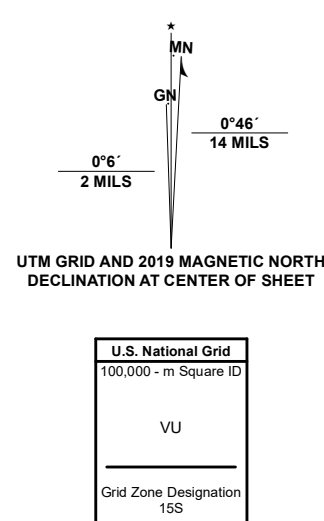 ★
MN
GN
0°46´
14 MILS
0°6´
2 MILS
UTM GRID AND 2019 MAGNETIC NORTH
DECLINATION AT CENTER OF SHEET
U.S. National Grid
100,000 - m Square ID
VU
Grid Zone Designation
15S